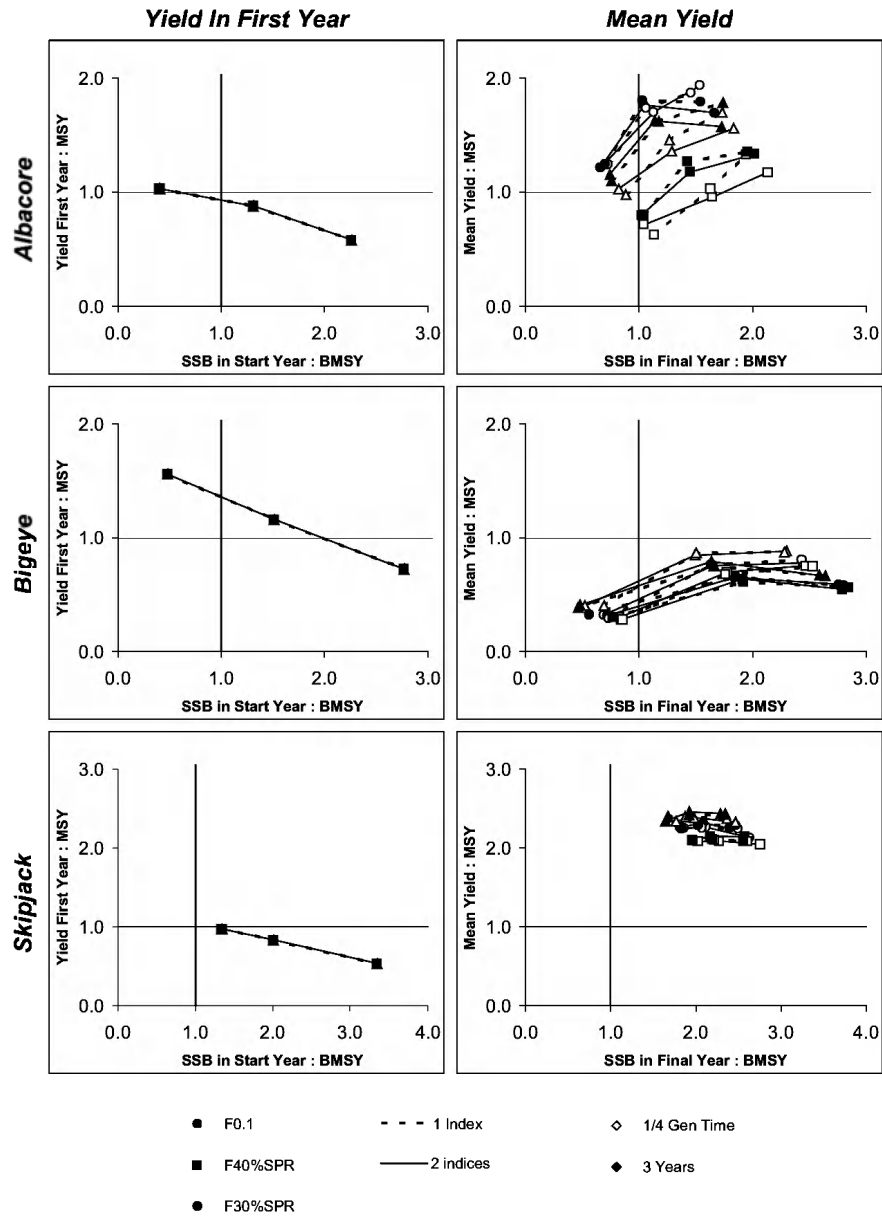 Yield In First Year
Mean Yield
Albacore
Yield First Year : MSY
2.0
1.0
0.0
0.0 1.0 2.0 3.0
SSB in Start Year : BMSY
Mean Yield : MSY
2.0
1.0
0.0
0.0 1.0 2.0 3.0
SSB in Final Year : BMSY
Bigeye
Yield First Year : MSY
2.0
1.0
0.0
0.0 1.0 2.0 3.0
SSB in Start Year : BMSY
Mean Yield : MSY
2.0
1.0
0.0
0.0 1.0 2.0 3.0
SSB in Final Year : BMSY
Skipjack
Yield First Year : MSY
3.0
2.0
1.0
0.0
0.0 1.0 2.0 3.0 4.0
SSB in Start Year : BMSY
Mean Yield : MSY
3.0
2.0
1.0
0.0
0.0 1.0 2.0 3.0 4.0
SSB in Final Year : BMSY
F0.1
1 Index
1/4 Gen Time
F40%SPR
2 indices
3 Years
F30%SPR